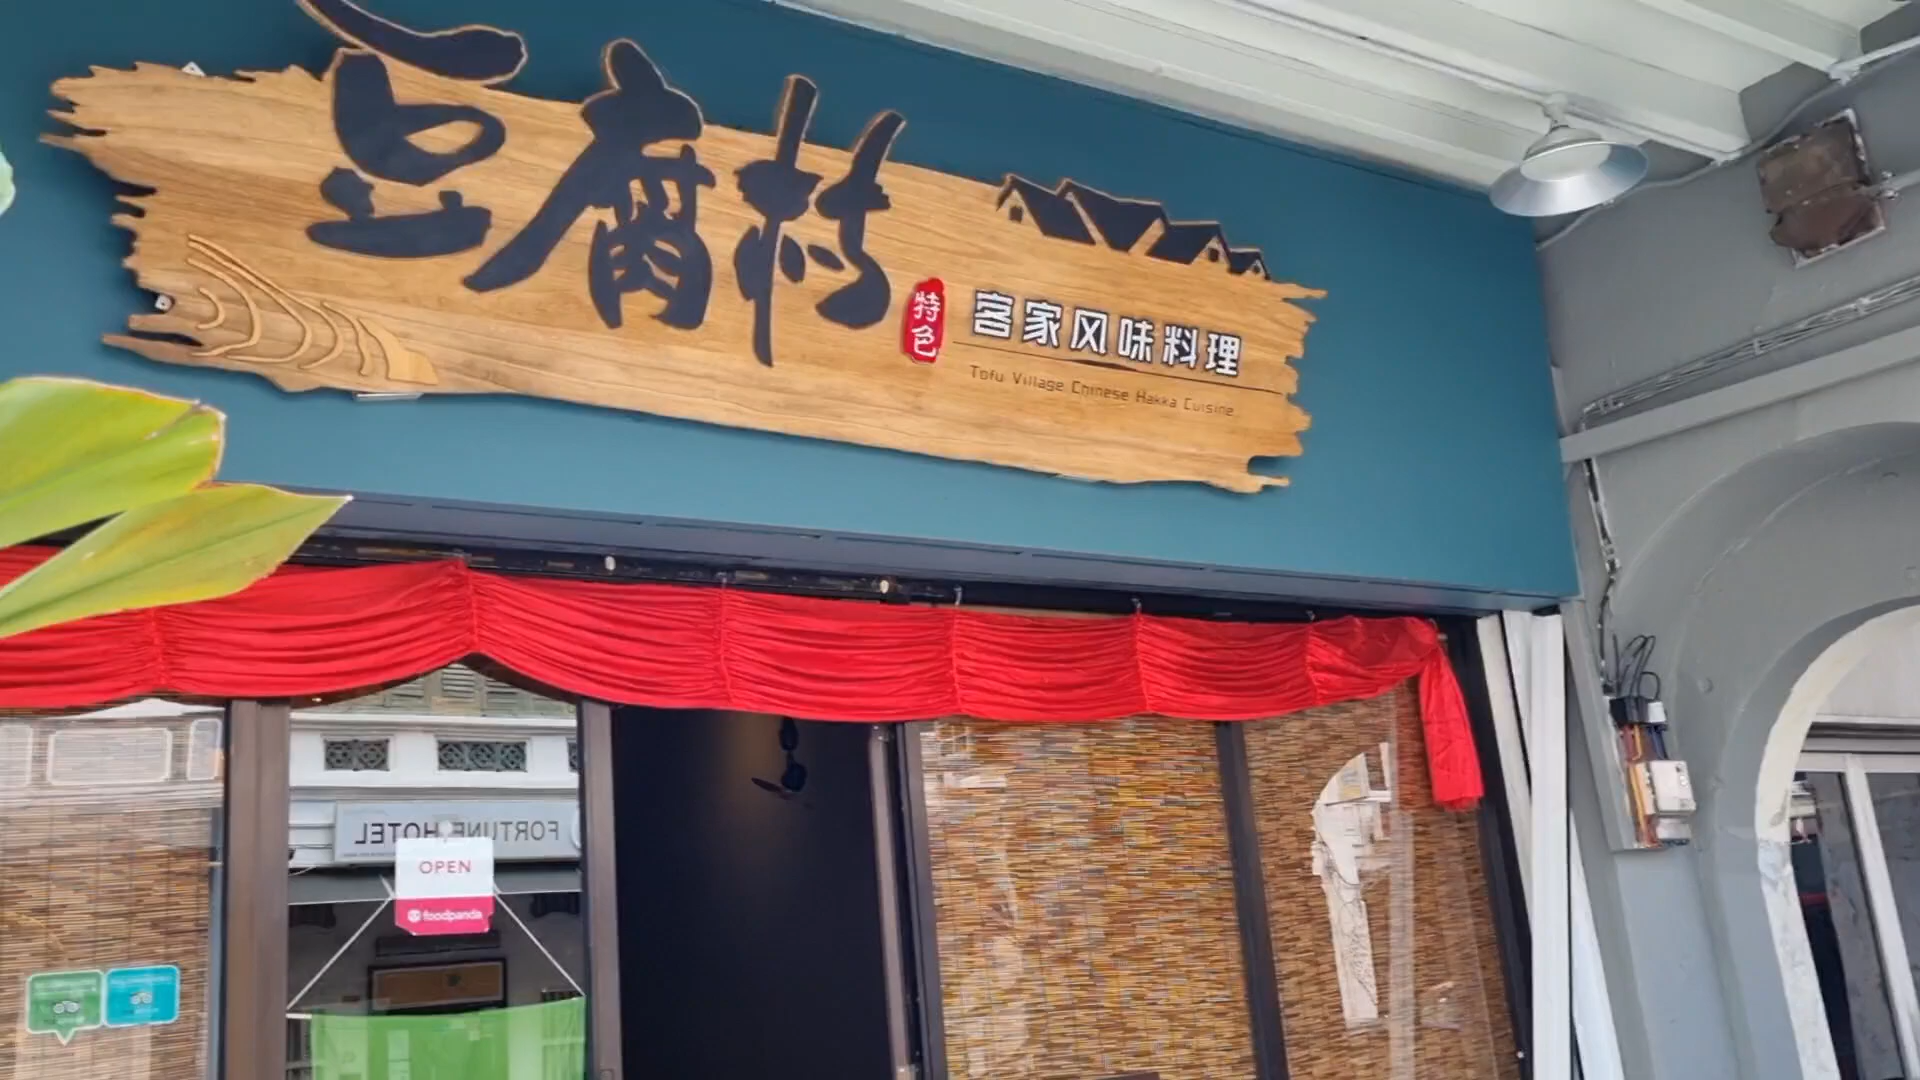 豆腐村
特色
客家风味料理
Tofu Village Chinese Hakka Cuisine
FORTUNE HOTEL
OPEN
foodpanda